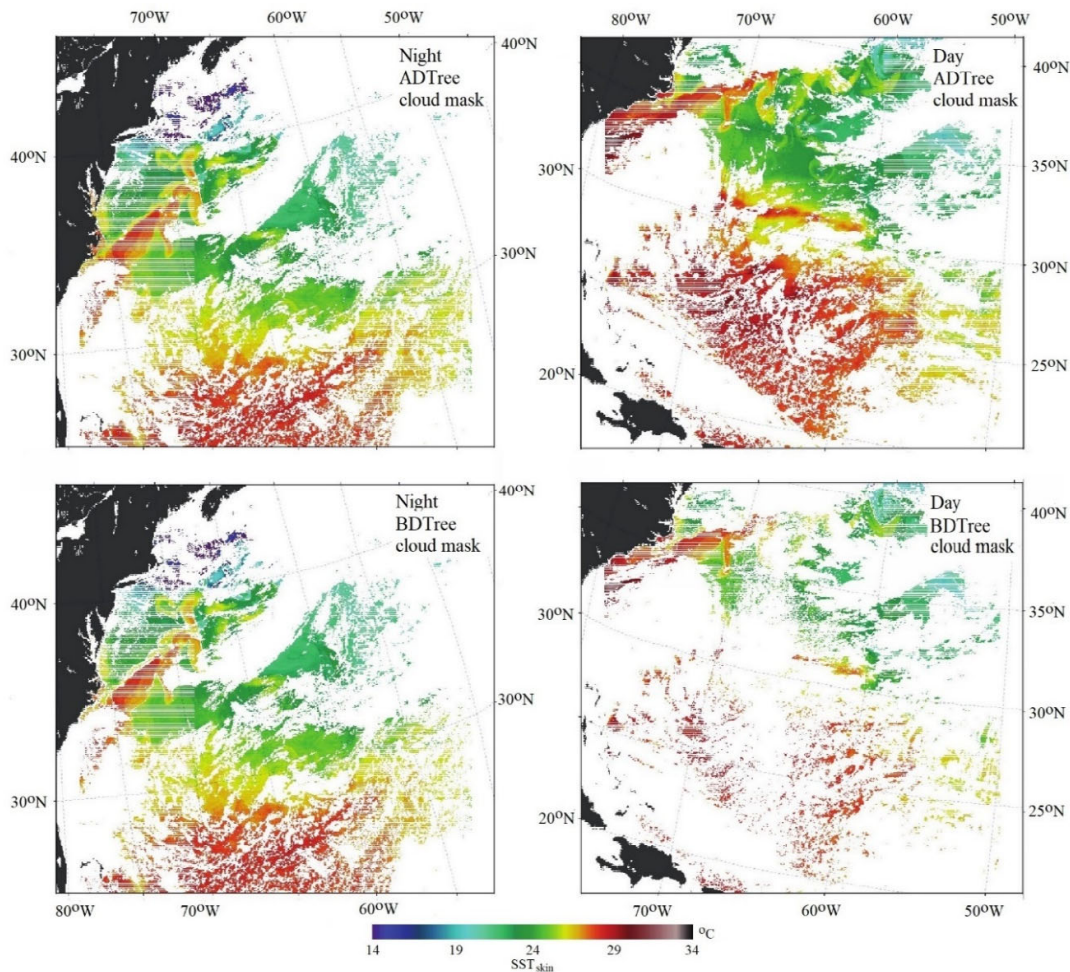 70ºW 60ºW
80ºW 70ºW 60ºW 50ºW
Night
ADTree
cloud mask
40ºN
40ºN
30ºN
30ºN
Day
ADTree
cloud mask
40ºN
30ºN
35ºN
30ºN
20ºN
25ºN
Night
BDTree
cloud mask
40ºN
40ºN
30ºN
30ºN
80ºW 70ºW 60ºW
Day
BDTree
cloud mask
40ºN
30ºN
35ºN
30ºN
20ºN
25ºN
70ºW 60ºW 50ºW
ºC
14 19 24 29 34
SSTskin